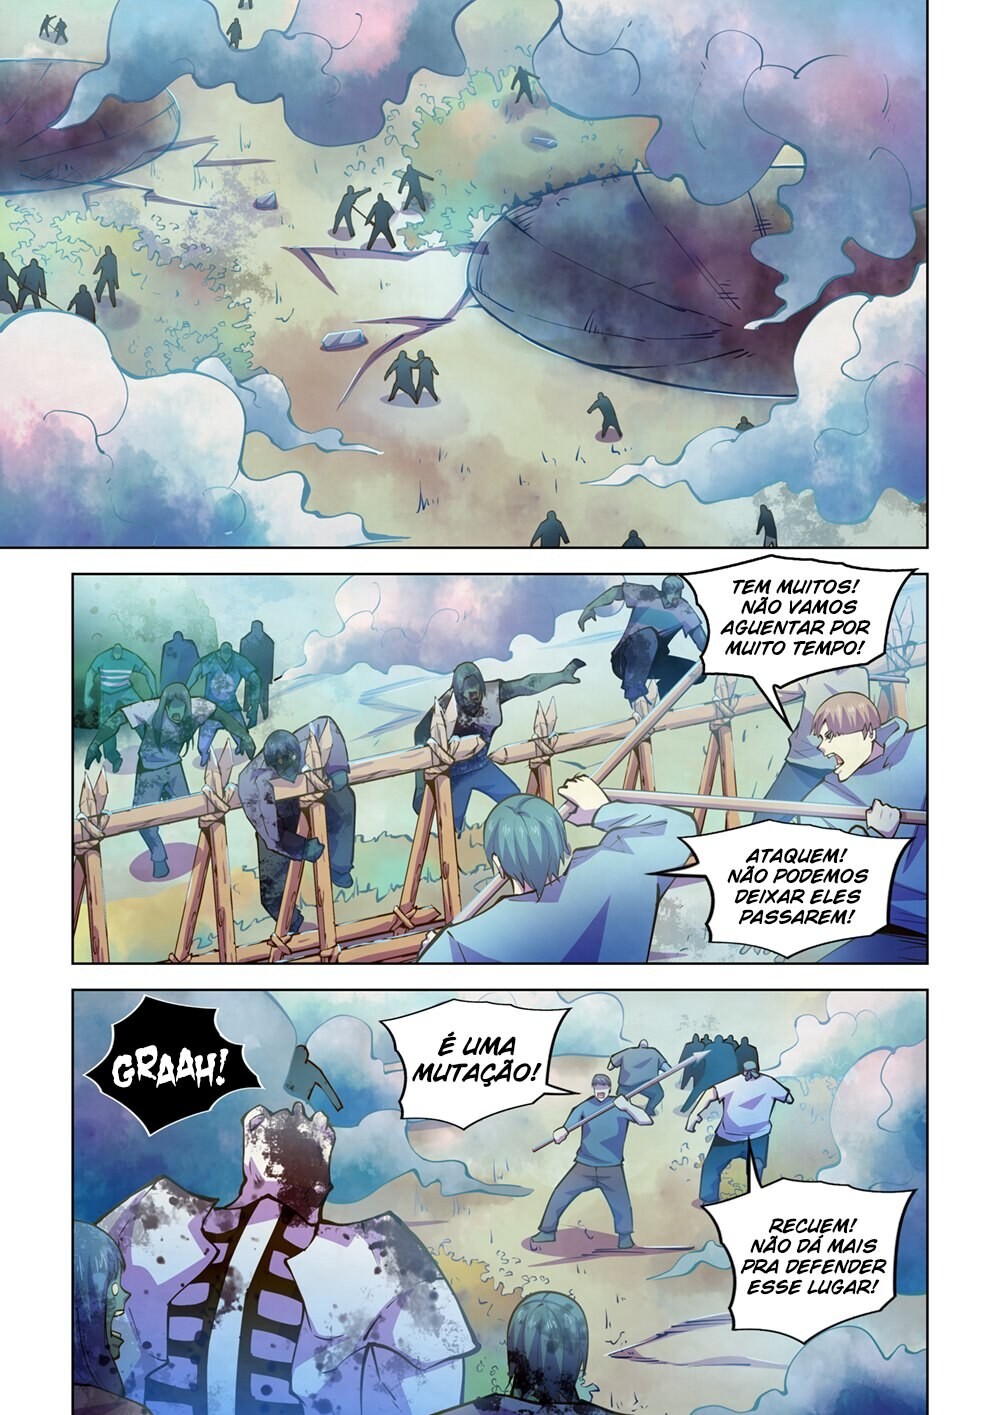 TEM MUITOS!
NÃO VAMOS
AGUENTAR POR
MUITO TEMPO!
ATAQUEM!
NÃO PODEMOS
DEIXAR ELES
PASSAREM!
GRAAH!
É UMA
MUTAÇÃO!
RECUEM!
NÃO DÁ MAIS
PRA DEFENDER
ESSE LUGAR!